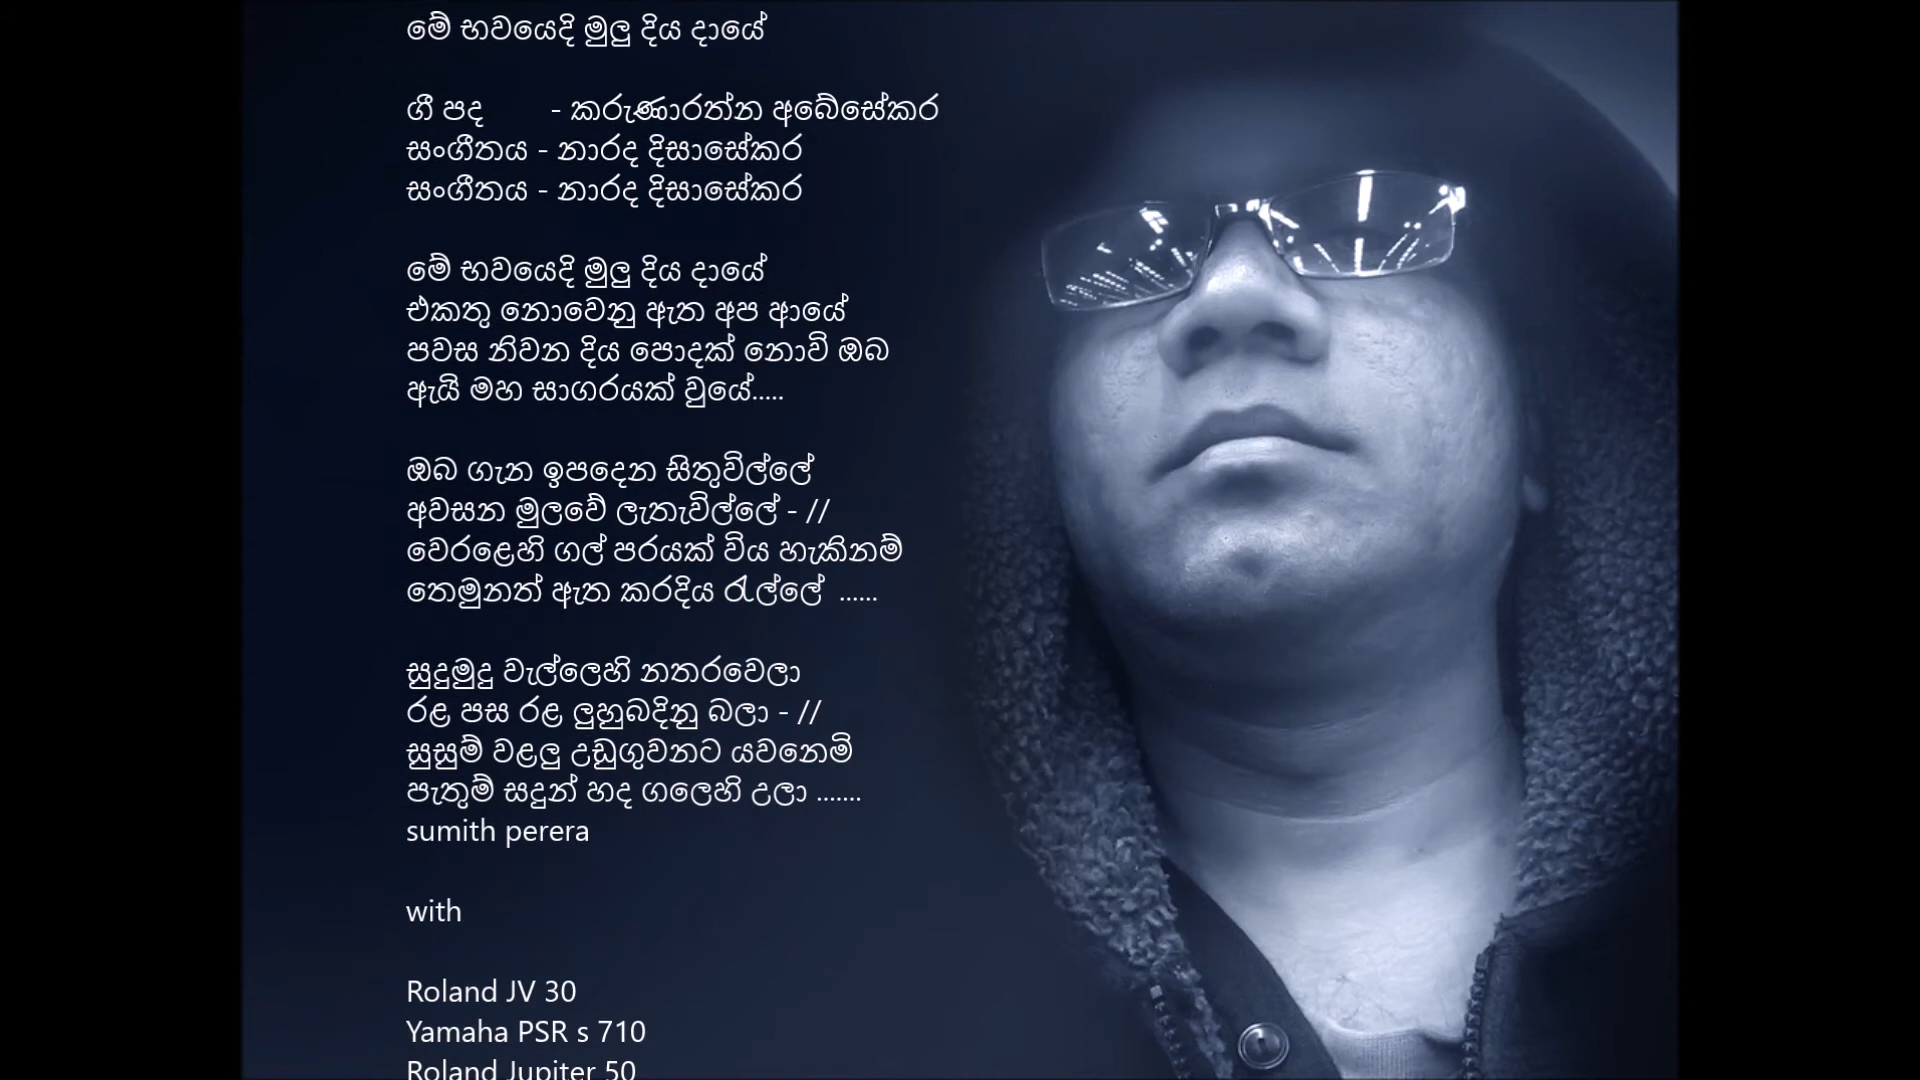 මේ භවයෙදි මුලු දිය දායේ
ගී පද - කරුණාරත්න අබේසේකර
සංගීතය - නාරද දිසාසේකර
සංගීතය - නාරද දිසාසේකර
මේ භවයෙදි මුලු දිය දායේ
එකතු නොවෙනු ඇත අප ආයේ
පවස නිවන දිය පොදක් නොවි ඔබ
ඇයි මහ සාගරයක් වුයේ.....
ඔබ ගැන ඉපදෙන සිතුවිල්ලේ
අවසන මුලවේ ලැතැවිල්ලේ - //
වෙරළෙහි ගල් පරයක් විය හැකිනම්
තෙමුනත් ඇත කරදිය රැල්ලේ ......
සුදුමුදු වැල්ලෙහි නතරවෙලා
රළ පස රළ ලුහුබදිනු බලා - //
සුසුම් වළලු උඩුගුවනට යවනෙමි
පැතුම් සදුන් හද ගලෙහි උලා .......
sumith perera
with
Roland JV 30
Yamaha PSR s 710
Roland Jupiter 50